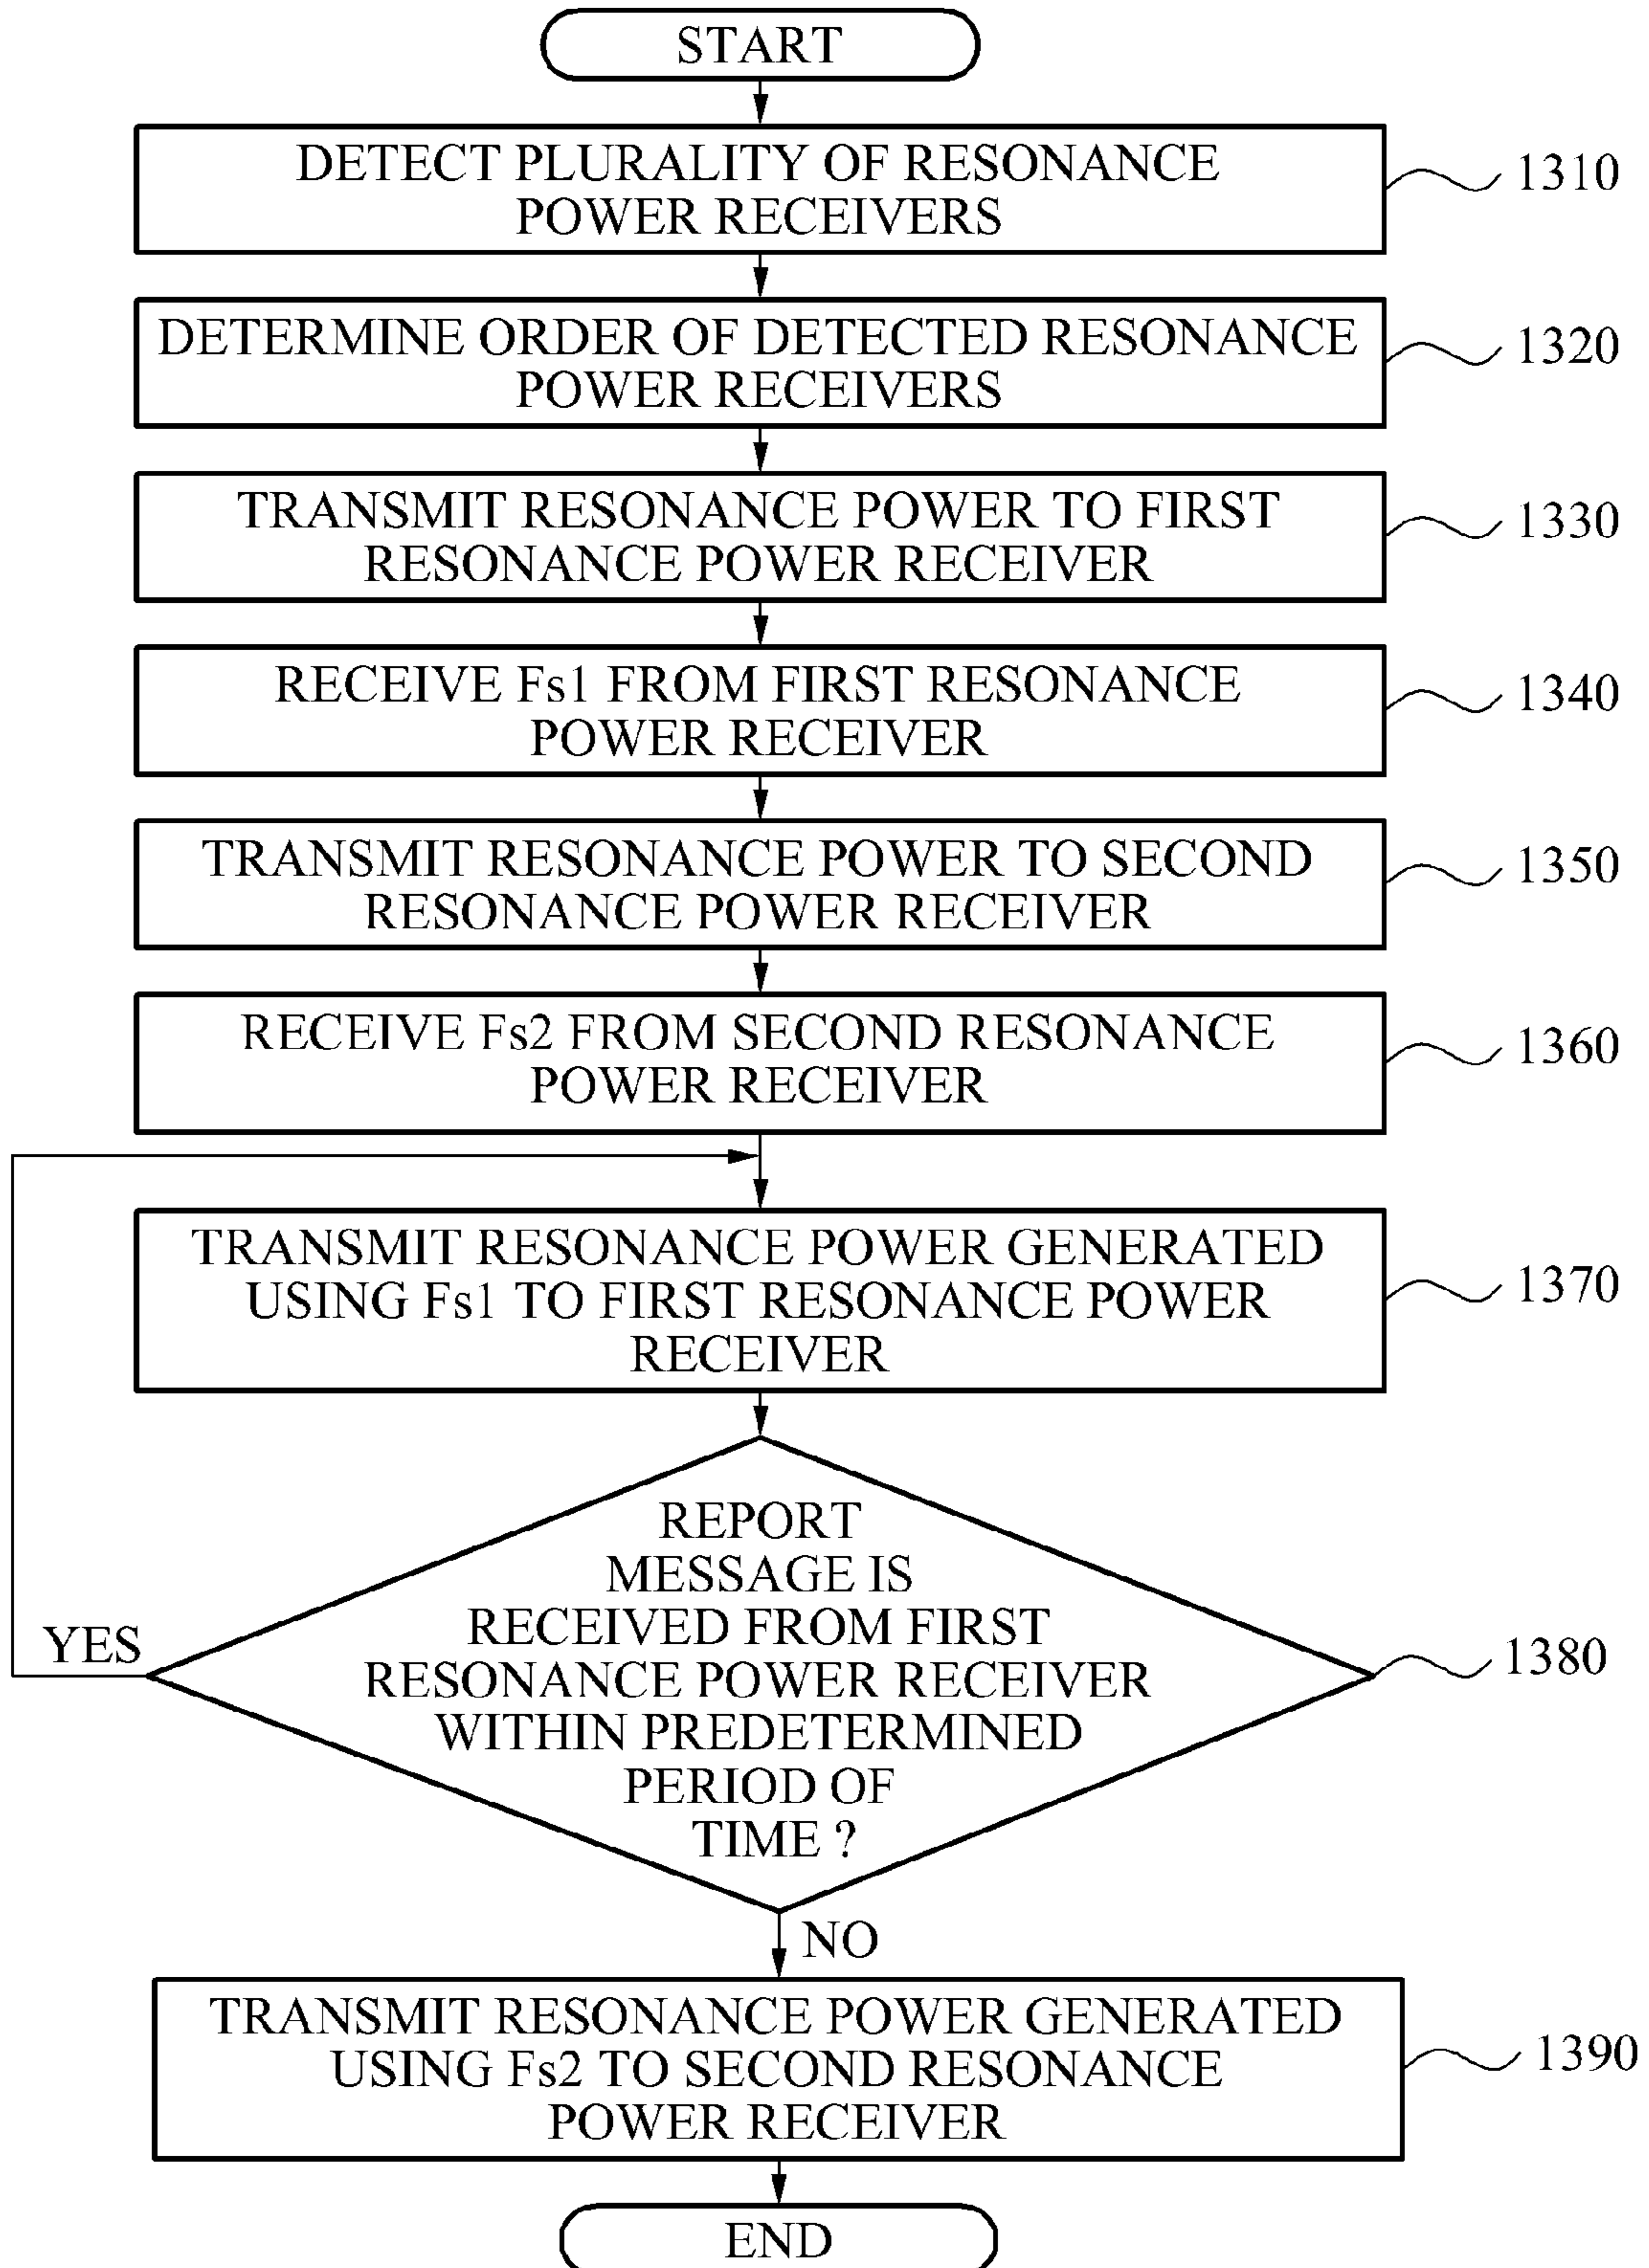 START
DETECT PLURALITY OF RESONANCE
POWER RECEIVERS
1310
DETERMINE ORDER OF DETECTED RESONANCE
POWER RECEIVERS
1320
TRANSMIT RESONANCE POWER TO FIRST
RESONANCE POWER RECEIVER
1330
RECEIVE Fs1 FROM FIRST RESONANCE
POWER RECEIVER
1340
TRANSMIT RESONANCE POWER TO SECOND
RESONANCE POWER RECEIVER
1350
RECEIVE Fs2 FROM SECOND RESONANCE
POWER RECEIVER
1360
TRANSMIT RESONANCE POWER GENERATED
USING Fs1 TO FIRST RESONANCE POWER
RECEIVER
1370
REPORT
MESSAGE IS
RECEIVED FROM FIRST
RESONANCE POWER RECEIVER
WITHIN PREDETERMINED
PERIOD OF
TIME ?
1380
YES
NO
TRANSMIT RESONANCE POWER GENERATED
USING Fs2 TO SECOND RESONANCE
POWER RECEIVER
1390
END